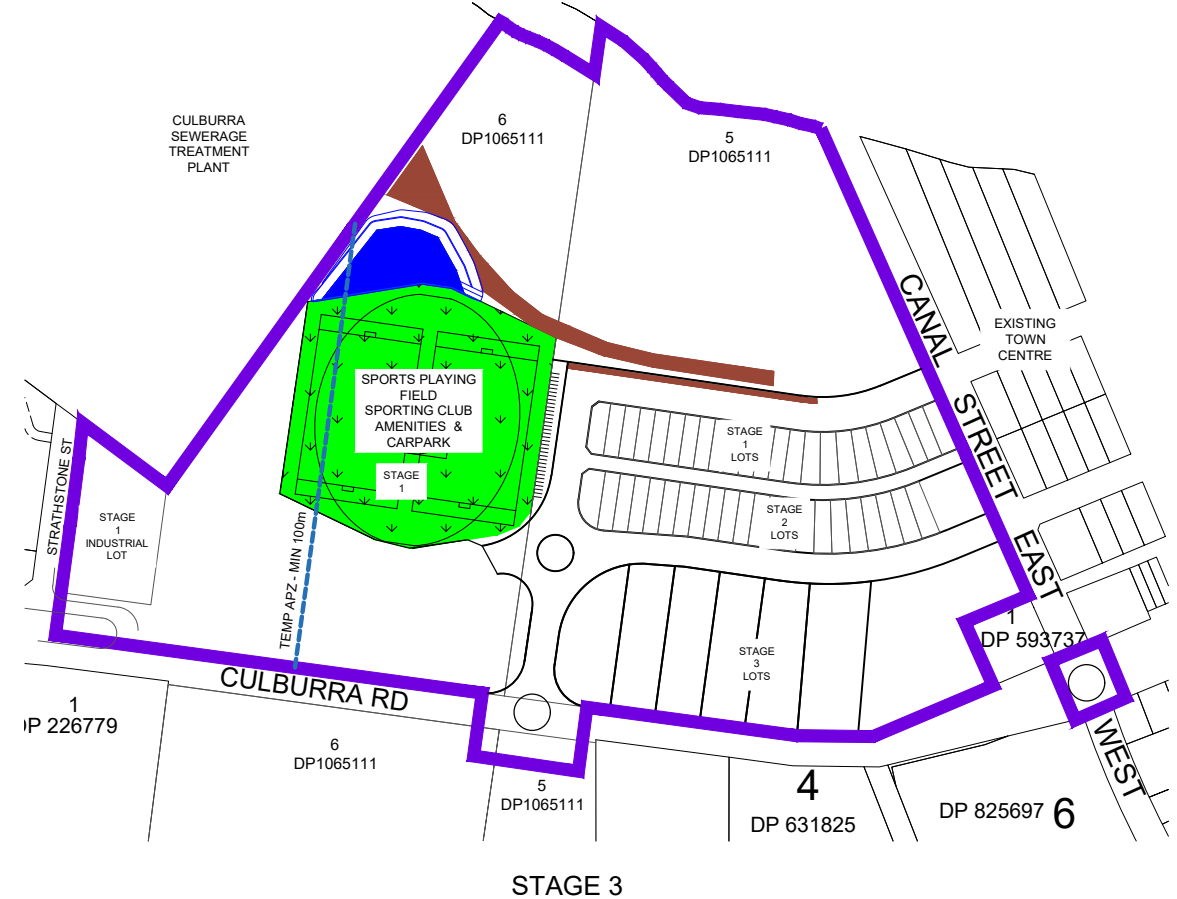 CULBURRA
SEWERAGE
TREATMENT
PLANT
6
DP1065111
5
DP1065111
CANAL
STREET
EAST
EXISTING
TOWN
CENTRE
SPORTS PLAYING
FIELD
SPORTING CLUB
AMENITIES &
CARPARK
STAGE
1
STAGE
1
LOTS
STAGE
2
LOTS
STAGE
3
LOTS
STRATHSTONE ST
STAGE
1
INDUSTRIAL
LOT
TEMP APZ - MIN 100m
CULBURRA RD
1
DP 593737
WEST
1
DP 226779
6
DP1065111
5
DP1065111
4
DP 631825
DP 825697 6
STAGE 3